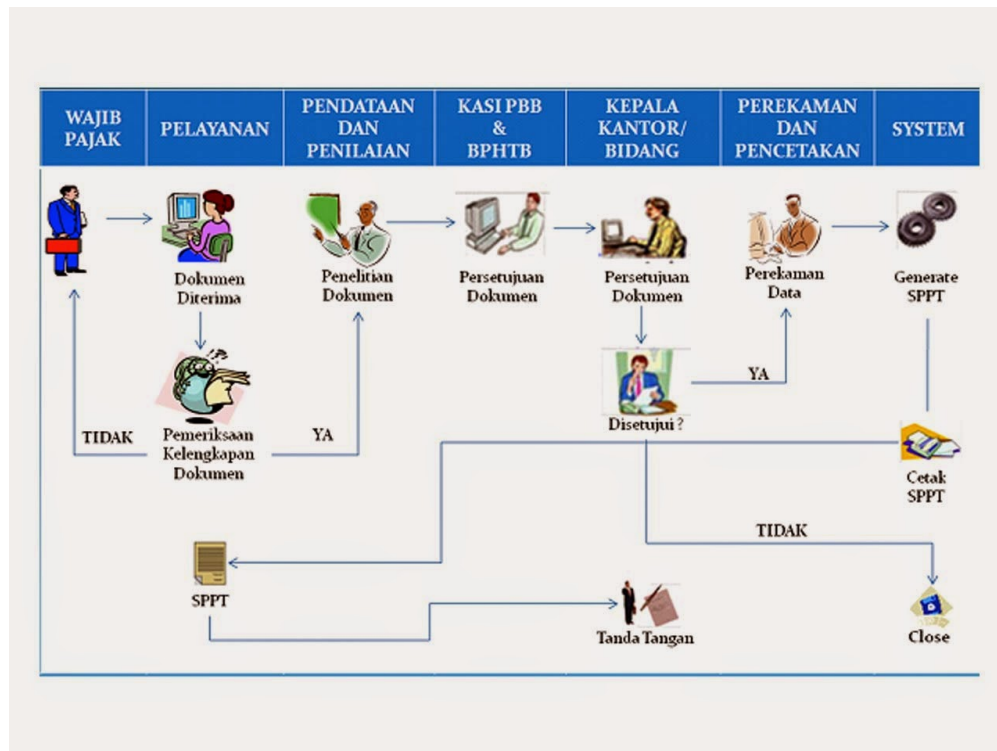 WAJIB
PAJAK
PELAYANAN
PENDATAAN
DAN
PENILAIAN
KASI PBB
&
BPHTB
KEPALA
KANTOR/
BIDANG
PEREKAMAN
DAN
PENCETAKAN
SYSTEM
Dokumen
Diterima
Penelitian
Dokumen
Persetujuan
Dokumen
Persetujuan
Dokumen
Perekaman
Data
Generate
SPPT
YA
Disetujui ?
TIDAK
Pemeriksaan
Kelengkapan
Dokumen
YA
Cetak
SPPT
TIDAK
SPPT
Tanda Tangan
Close